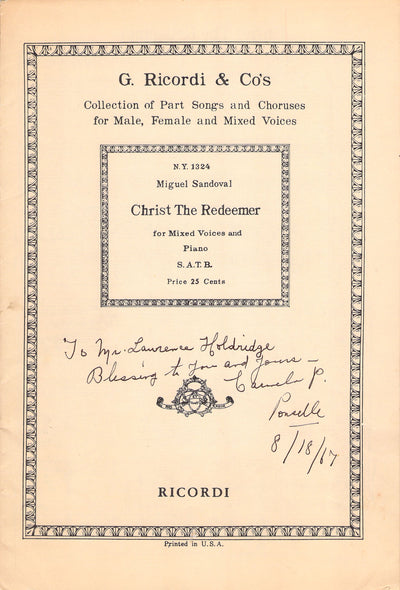 G. Ricordi & Co's
Collection of Part Songs and Choruses
for Male, Female and Mixed Voices
N.Y. 1324
Miguel Sandoval
Christ The Redeemer
for Mixed Voices and
Piano
S.A.T.B.
Price 25 Cents
To Mr. Lawrence Holdridge
Blessing to you and yours —
Carmela P.
Ponselle
8/18/67
RICORDI
Printed in U.S.A.